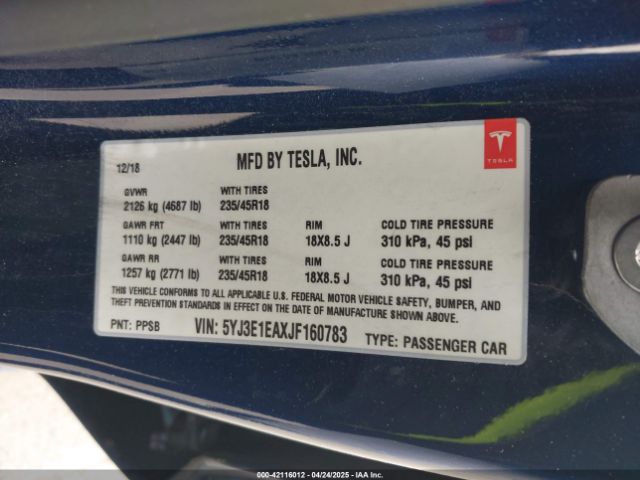 12/18 MFD BY TESLA, INC.
TESLA
GVWR WITH TIRES
2126 kg (4687 lb) 235/45R18
GAWR FRT WITH TIRES RIM COLD TIRE PRESSURE
1110 kg (2447 lb) 235/45R18 18X8.5 J 310 kPa, 45 psi
GAWR RR WITH TIRES RIM COLD TIRE PRESSURE
1257 kg (2771 lb) 235/45R18 18X8.5 J 310 kPa, 45 psi
THIS VEHICLE CONFORMS TO ALL APPLICABLE U.S. FEDERAL MOTOR VEHICLE SAFETY, BUMPER, AND
THEFT PREVENTION STANDARDS IN EFFECT ON THE DATE OF MANUFACTURE SHOWN ABOVE.
PNT: PPSB VIN: 5YJ3E1EAXJF160783 TYPE: PASSENGER CAR
000-42116012 - 04/24/2025 - IAAI.com